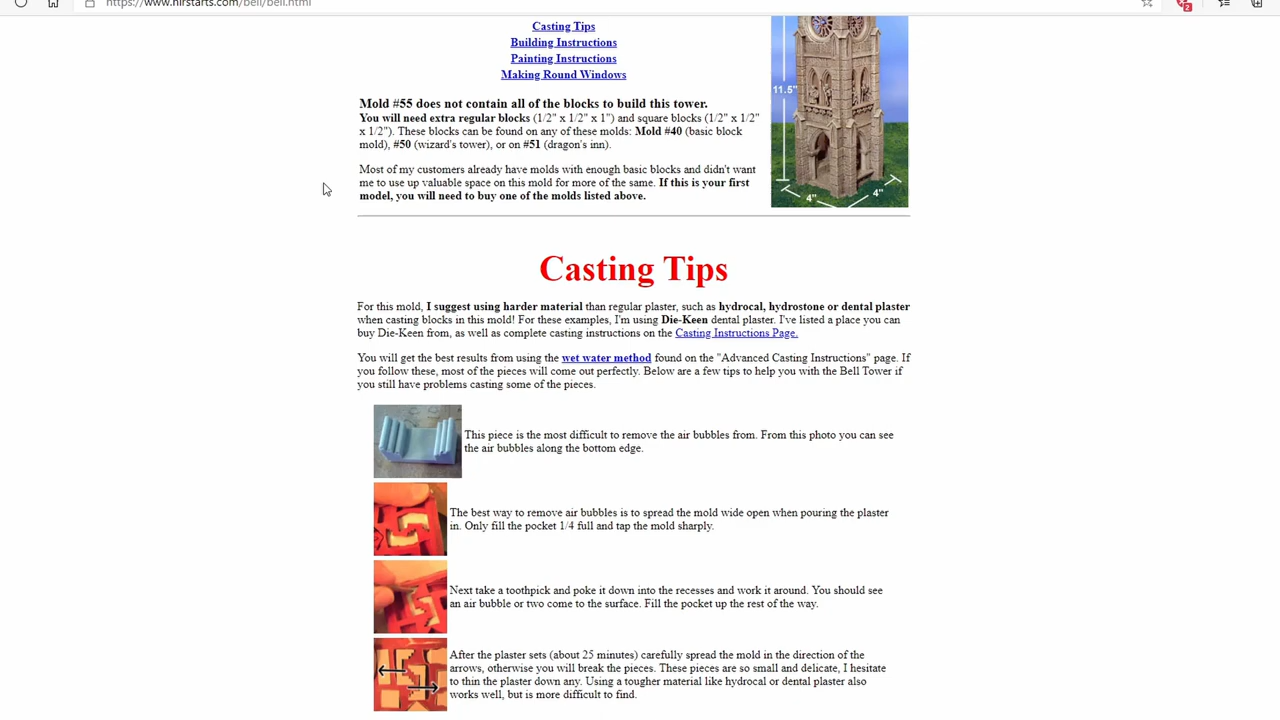 https://www.hirstarts.com/bell/bell.html
2
Casting Tips
Building Instructions
Painting Instructions
Making Round Windows
11.5"
4"
4"
Mold #55 does not contain all of the blocks to build this tower.
You will need extra regular blocks (1/2" x 1/2" x 1") and square blocks (1/2" x 1/2"
x 1/2"). These blocks can be found on any of these molds: Mold #40 (basic block
mold), #50 (wizard's tower), or on #51 (dragon's inn).
Most of my customers already have molds with enough basic blocks and didn't want
me to use up valuable space on this mold for more of the same. If this is your first
model, you will need to buy one of the molds listed above.
Casting Tips
For this mold, I suggest using harder material than regular plaster, such as hydrocal, hydrostone or dental plaster
when casting blocks in this mold! For these examples, I'm using Die-Keen dental plaster. I've listed a place you can
buy Die-Keen from, as well as complete casting instructions on the Casting Instructions Page.
You will get the best results from using the wet water method found on the "Advanced Casting Instructions" page. If
you follow these, most of the pieces will come out perfectly. Below are a few tips to help you with the Bell Tower if
you still have problems casting some of the pieces.
This piece is the most difficult to remove the air bubbles from. From this photo you can see
the air bubbles along the bottom edge.
The best way to remove air bubbles is to spread the mold wide open when pouring the plaster
in. Only fill the pocket 1/4 full and tap the mold sharply.
Next take a toothpick and poke it down into the recesses and work it around. You should see
an air bubble or two come to the surface. Fill the pocket up the rest of the way.
After the plaster sets (about 25 minutes) carefully spread the mold in the direction of the
arrows, otherwise you will break the pieces. These pieces are so small and delicate, I hesitate
to thin the plaster down any. Using a tougher material like hydrocal or dental plaster also
works well, but is more difficult to find.